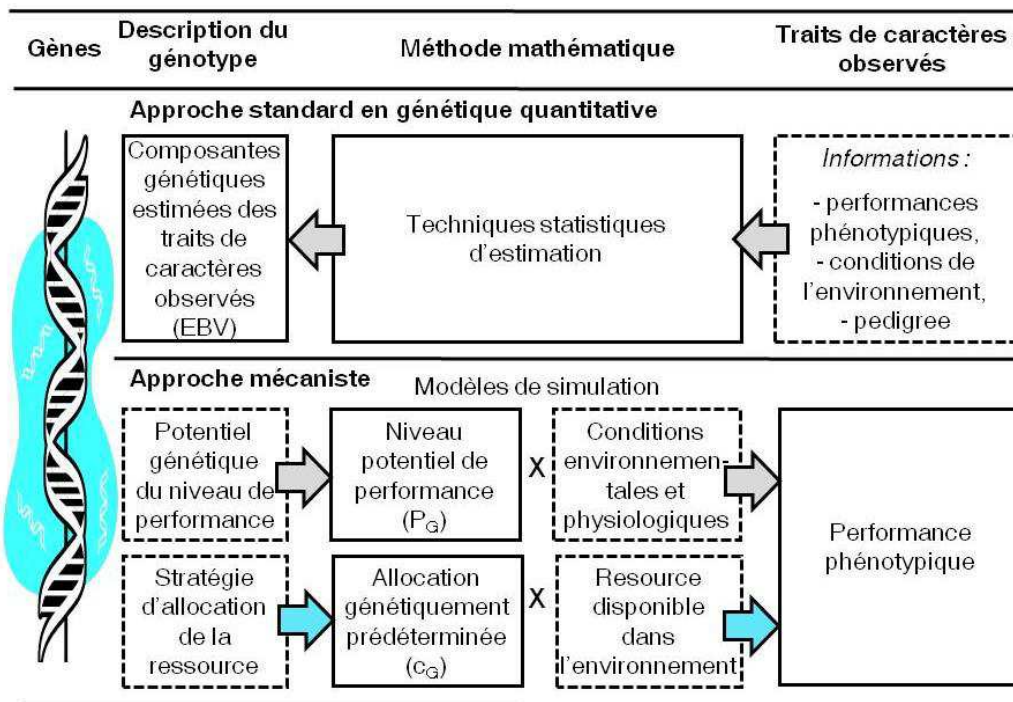 Gènes
Description du
génotype
Méthode mathématique
Traits de caractères
observés
Approche standard en génétique quantitative
Composantes
génétiques
estimées des
traits de
caractères
observés
(EBV)
Techniques statistiques
d'estimation
Informations :
- performances
phénotypiques,
- conditions de
l'environnement,
- pedigree
Approche mécaniste
Modèles de simulation
Potentiel
génétique
du niveau de
performance
Niveau
potentiel de
performance
(PG)
X
Conditions
environnemen-
tales et
physiologiques
Performance
phénotypique
Stratégie
d'allocation
de la
ressource
Allocation
génétiquement
prédéterminée
(cG)
X
Resource
disponible
dans
l'environnement